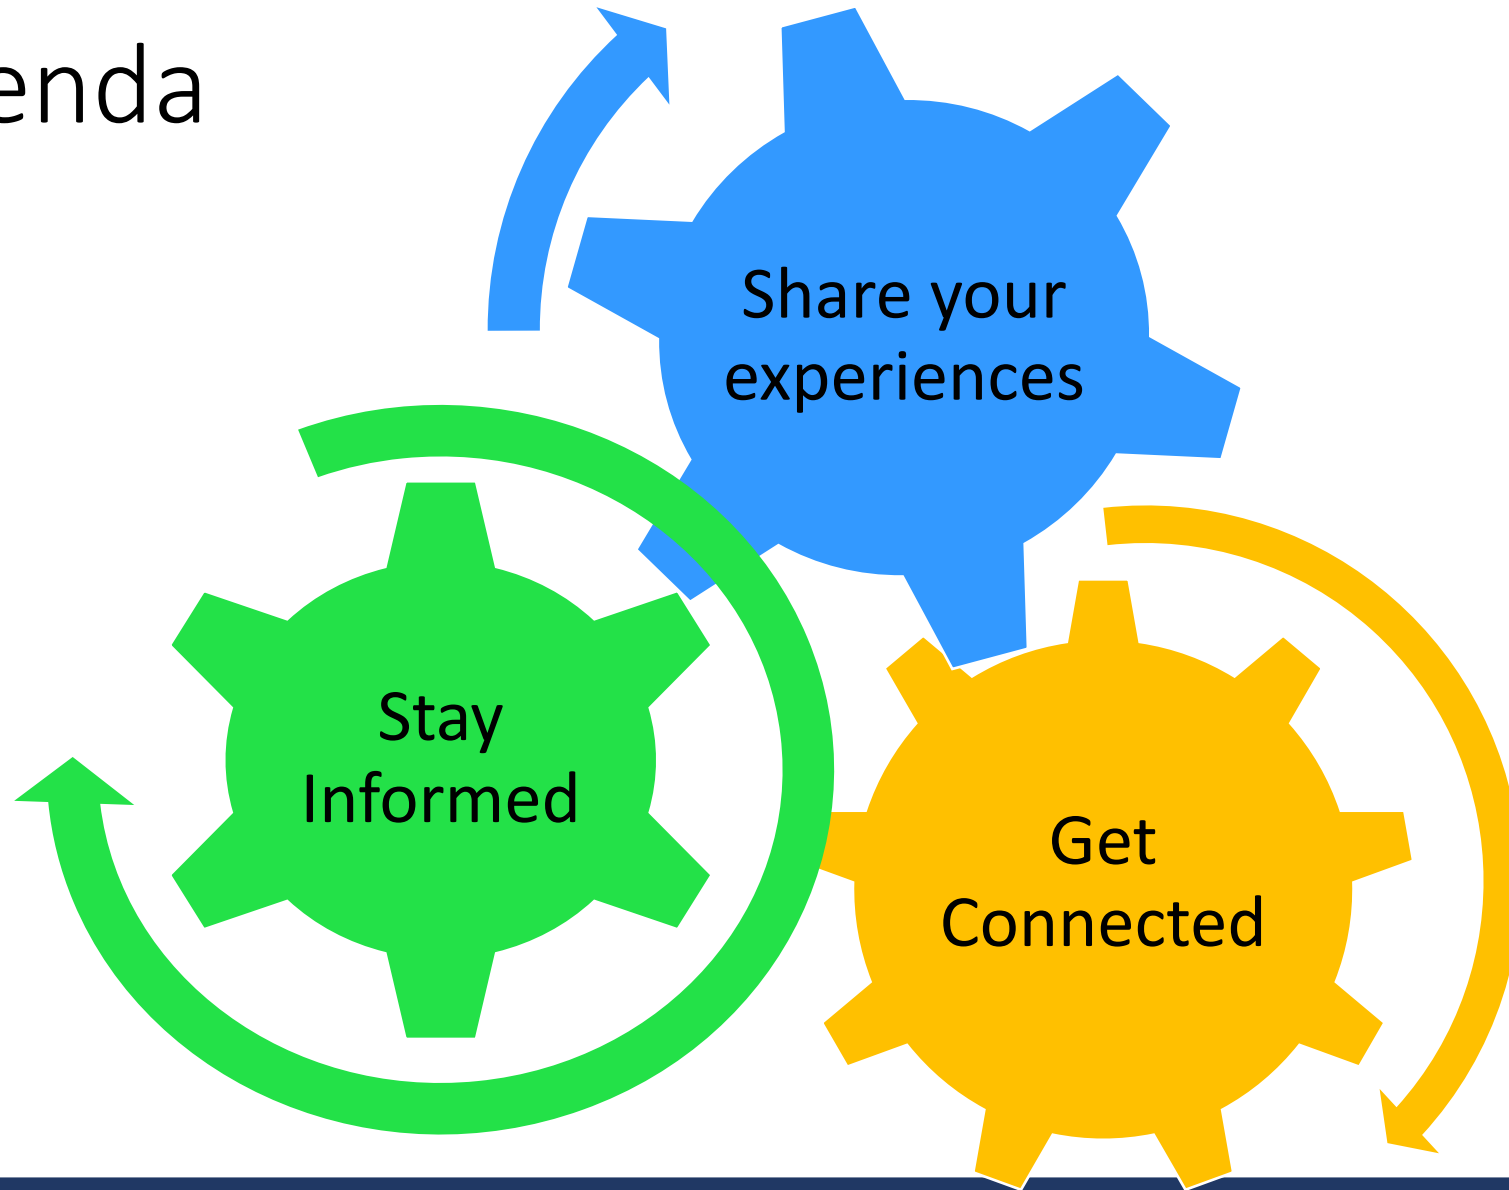 enda
Share your
experiences
Stay
Informed
Get
Connected